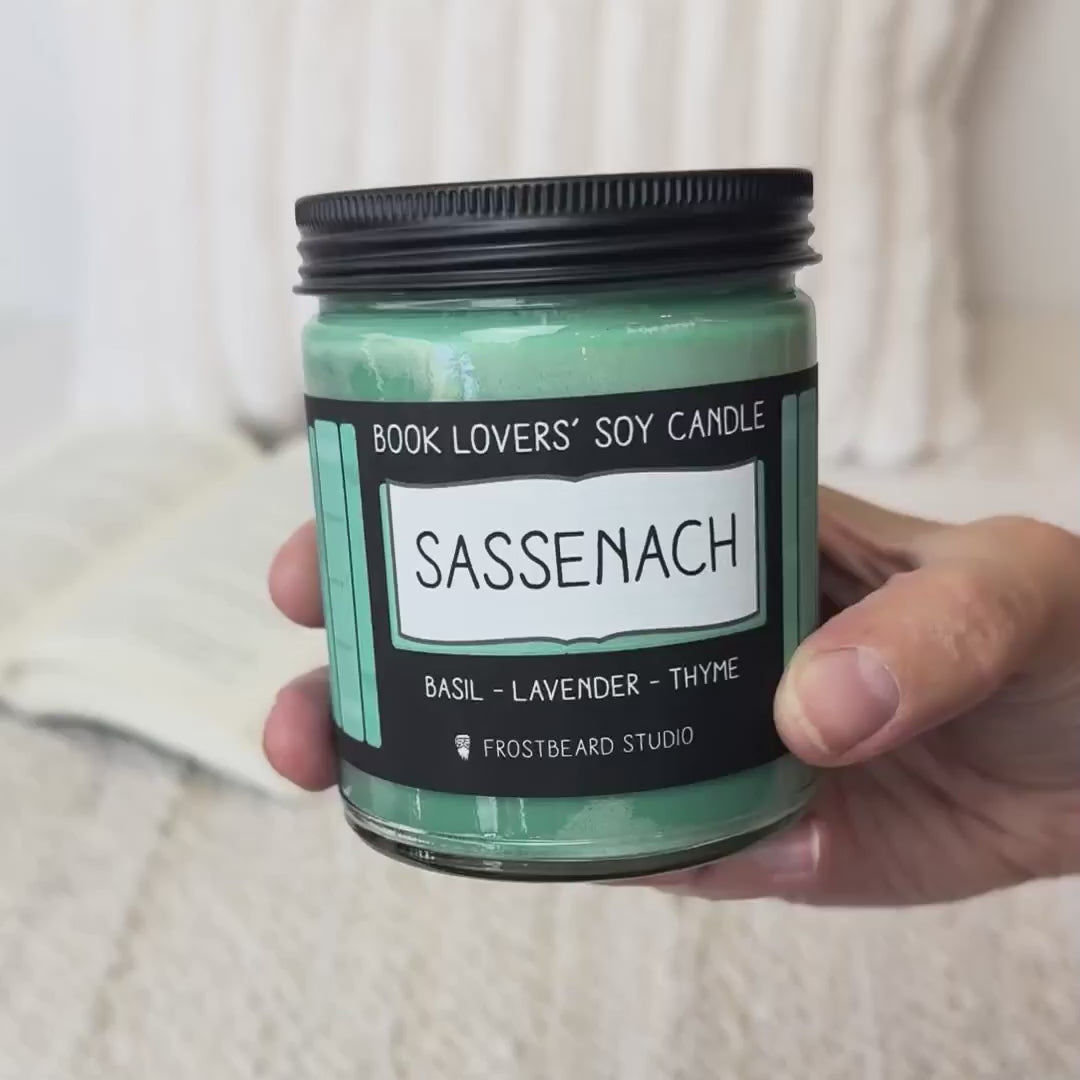 BOOK LOVERS' SOY CANDLE
SASSENACH
BASIL - LAVENDER - THYME
FROSTBEARD STUDIO